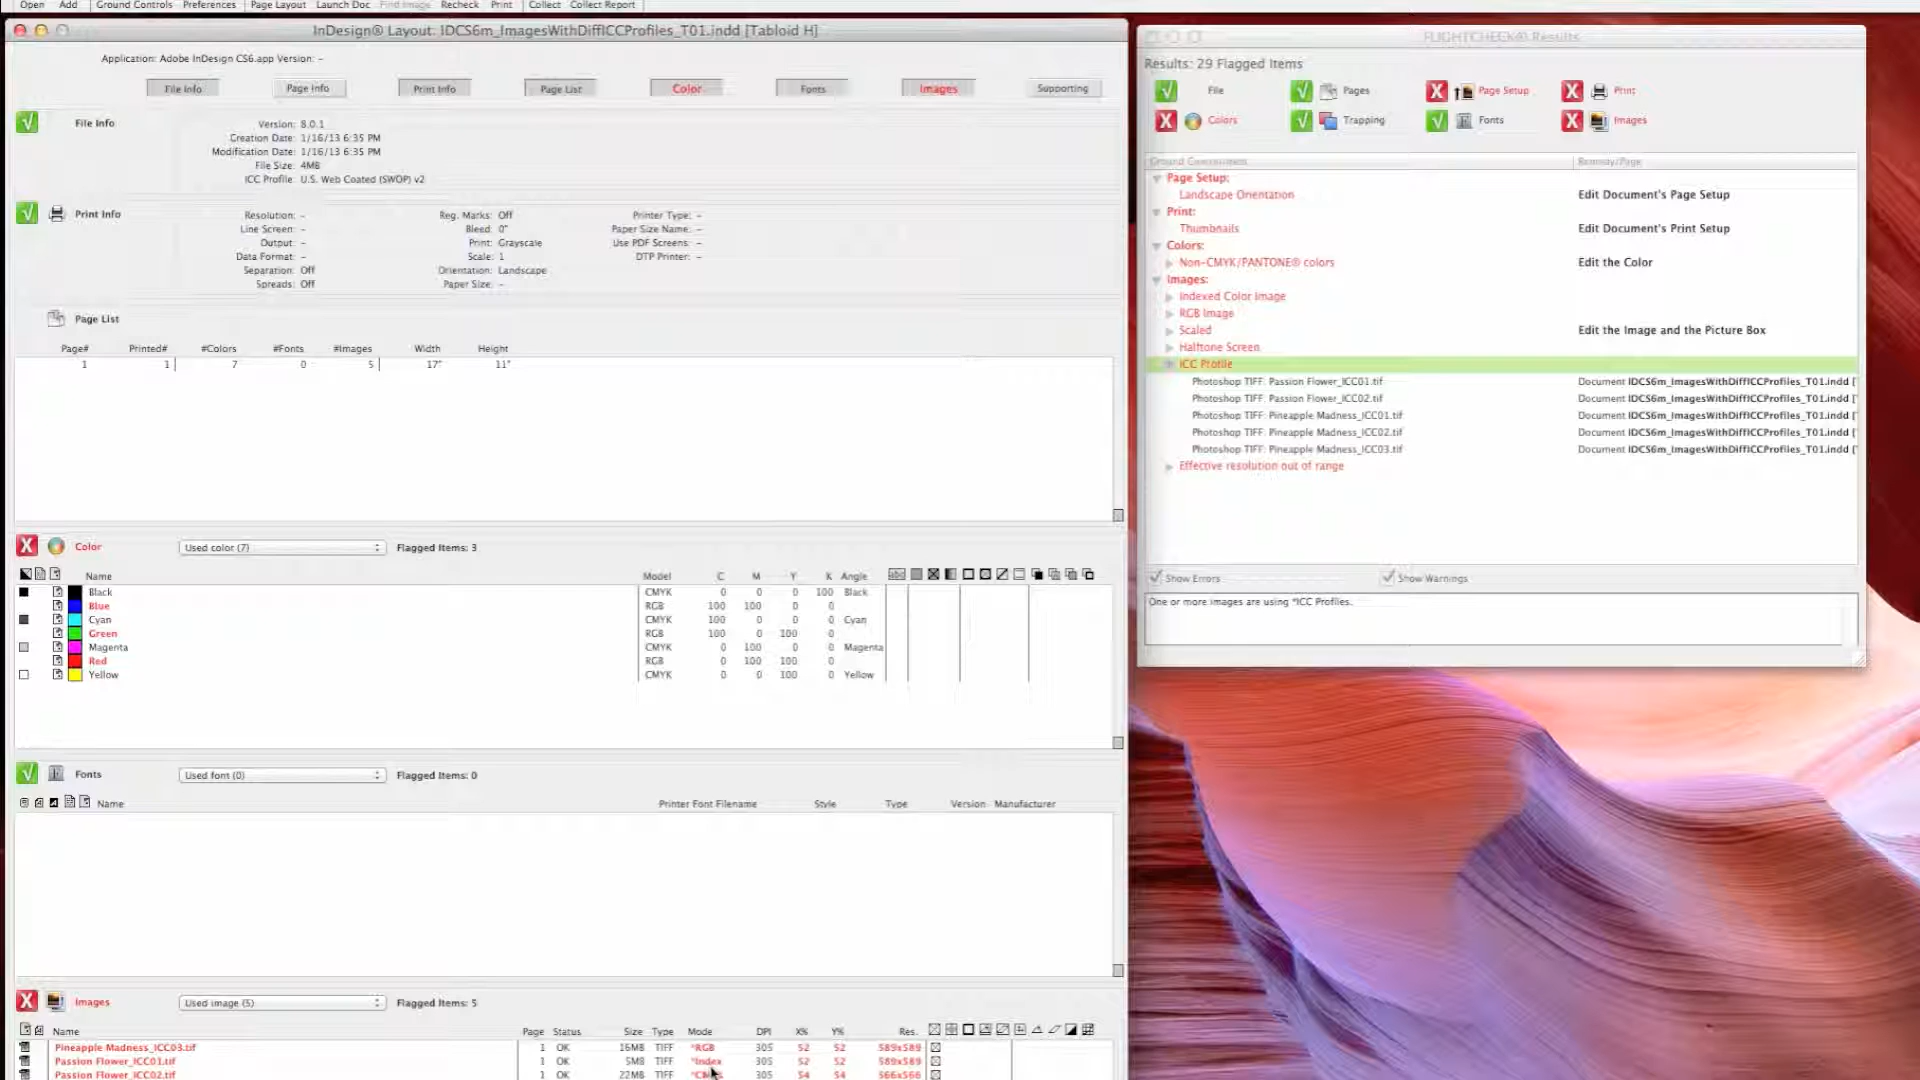 Open Add Ground Controls Preferences Page Layout Launch Doc Find Image Recheck Print Collect Collect Report
InDesign® Layout: IDCS6m_ImagesWithDiffICCProfiles_T01.indd [Tabloid H]
Application: Adobe InDesign CS6.app Version: –
File Info Page Info Print Info Page List Color Fonts Images Supporting
File Info
Version: 8.0.1
Creation Date: 1/16/13 6:35 PM
Modification Date: 1/16/13 6:35 PM
File Size: 4MB
ICC Profile: U.S. Web Coated (SWOP) v2
Print Info
Resolution: – Reg. Marks: Off Printer Type: –
Line Screen: – Bleed: 0" Paper Size Name: –
Output: – Print: Grayscale Use PDF Screens: –
Data Format: – Scale: 1 DTP Printer: –
Separation: Off Orientation: Landscape
Spreads: Off Paper Size: –
Page List
Page# Printed# #Colors #Fonts #Images Width Height
1 1 7 0 5 17" 11"
Color Used color (7) Flagged Items: 3
Name Model C M Y K Angle
Black CMYK 0 0 0 100 Black
Blue RGB 100 100 0 0
Cyan CMYK 100 0 0 0 Cyan
Green RGB 100 0 100 0
Magenta CMYK 0 100 0 0 Magenta
Red RGB 0 100 100 0
Yellow CMYK 0 0 100 0 Yellow
Fonts Used font (0) Flagged Items: 0
Name Printer Font Filename Style Type Version Manufacturer
Images Used image (5) Flagged Items: 5
Name Page Status Size Type Mode DPI X% Y% Res.
Pineapple Madness_ICC03.tif 1 OK 16MB TIFF *RGB 305 52 52 589x589
Passion Flower_ICC01.tif 1 OK 5MB TIFF *Index 305 52 52 589x589
Passion Flower_ICC02.tif 1 OK 22MB TIFF 305 54 54 566x566
FLIGHTCHECK® Results
Results: 29 Flagged Items
File Pages Page Setup Print
Colors Trapping Fonts Images
Ground Control/Item Remedy/Page
Page Setup:
Landscape Orientation Edit Document's Page Setup
Print:
Thumbnails Edit Document's Print Setup
Colors:
Non-CMYK/PANTONE® colors Edit the Color
Images:
Indexed Color Image
RGB Image
Scaled Edit the Image and the Picture Box
Halftone Screen
ICC Profile
Photoshop TIFF: Passion Flower_ICC01.tif Document IDCS6m_ImagesWithDiffICCProfiles_T01.indd [
Photoshop TIFF: Passion Flower_ICC02.tif Document IDCS6m_ImagesWithDiffICCProfiles_T01.indd [
Photoshop TIFF: Pineapple Madness_ICC01.tif Document IDCS6m_ImagesWithDiffICCProfiles_T01.indd [
Photoshop TIFF: Pineapple Madness_ICC02.tif Document IDCS6m_ImagesWithDiffICCProfiles_T01.indd [
Photoshop TIFF: Pineapple Madness_ICC03.tif Document IDCS6m_ImagesWithDiffICCProfiles_T01.indd [
Effective resolution out of range
Show Errors Show Warnings
One or more images are using *ICC Profiles.